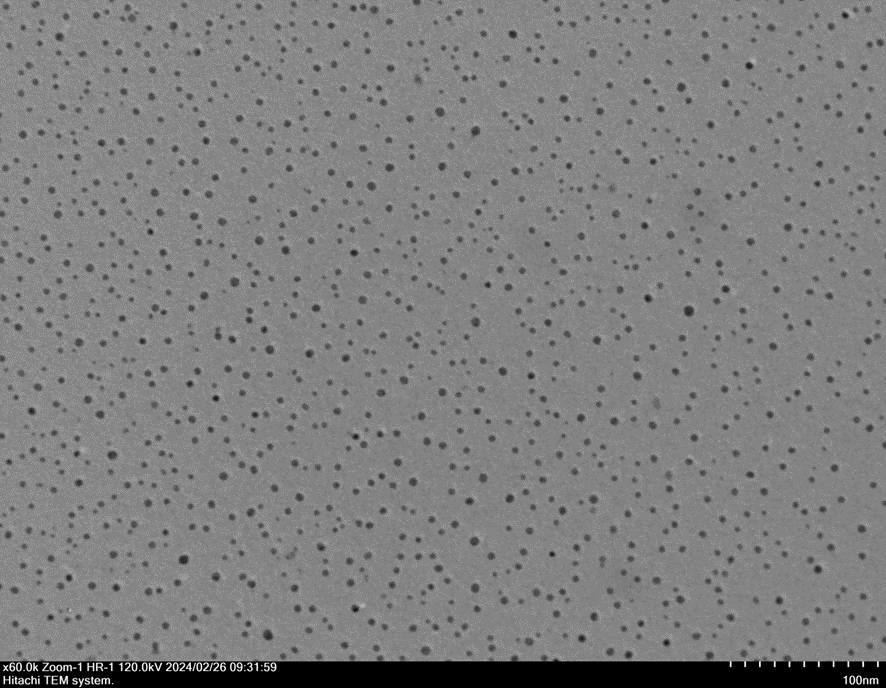 x60.0k Zoom-1 HR-1 120.0kV 2024/02/26 09:31:59
Hitachi TEM system.
100nm